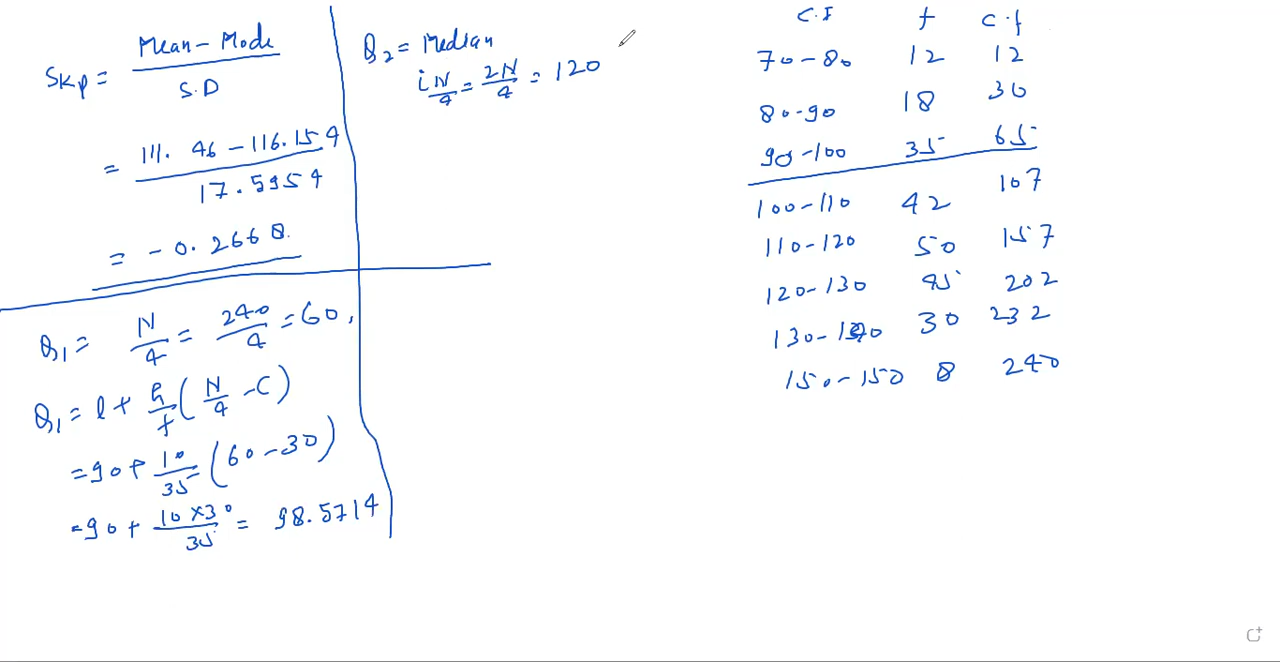 SKp = Mean - Mode / S.D
= 111.46 - 116.154 / 17.5954
= -0.2668
Q1 = N/4 = 240/4 = 60,
Q1 = l + h/f (N/4 - C)
= 90 + 10/35 (60 - 30)
= 90 + 10 × 30 / 35 = 98.5714
Q2 = Median
iN/4 = 2N/4 = 120
C.I f c.f
70-80 12 12
80-90 18 30
90-100 35 65
100-110 42 107
110-120 50 157
120-130 45 202
130-140 30 232
150-150 8 240